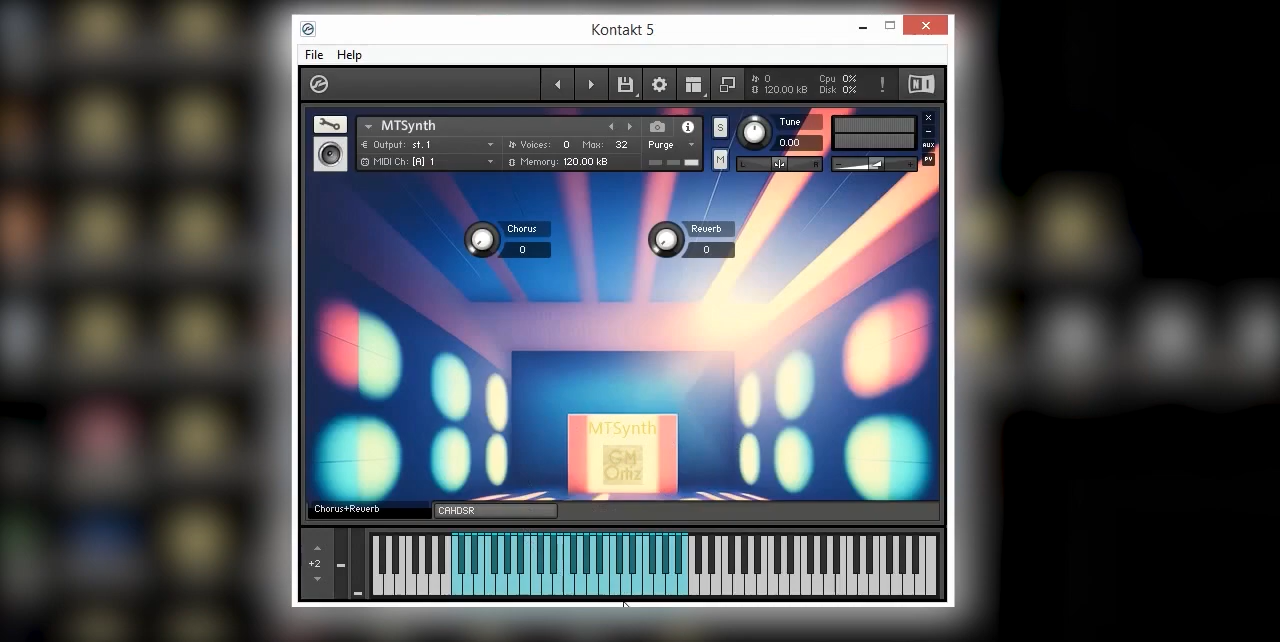 Kontakt 5
File Help
0 Cpu 0%
120.00 kB Disk 0%
!
MTSynth
i
S
Tune
0.00
Output: st.1
Voices: 0 Max: 32
Purge
MIDI Ch: [A] 1
Memory: 120.00 kB
M
L R
- +
AUX
PV
Chorus
0
Reverb
0
MTSynth
GM
Ortiz
Chorus+Reverb
CAHDSR
+2